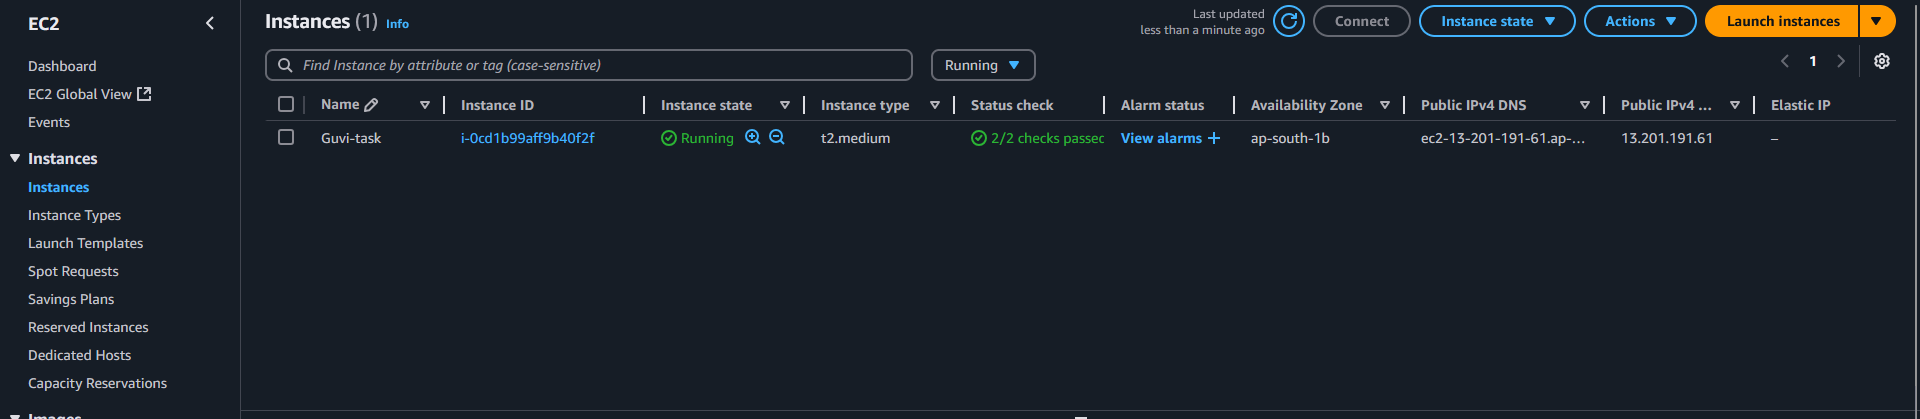 EC2
Dashboard
EC2 Global View
Events
Instances
Instances
Instance Types
Launch Templates
Spot Requests
Savings Plans
Reserved Instances
Dedicated Hosts
Capacity Reservations
Images
Instances (1) Info
Last updated
less than a minute ago
Connect
Instance state
Actions
Launch instances
Find Instance by attribute or tag (case-sensitive)
Running
1
Name Instance ID Instance state Instance type Status check Alarm status Availability Zone Public IPv4 DNS Public IPv4 ... Elastic IP
Guvi-task i-0cd1b99aff9b40f2f Running t2.medium 2/2 checks passec View alarms + ap-south-1b ec2-13-201-191-61.ap-... 13.201.191.61 –